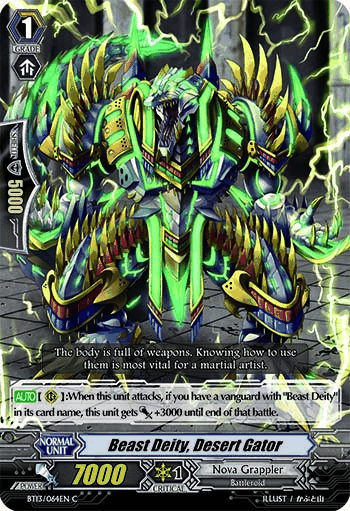 1
GRADE
SHIELD
5000
The body is full of weapons. Knowing how to use
them is most vital for a martial artist.
AUTO [ ]:When this unit attacks, if you have a vanguard with "Beast Deity"
in its card name, this unit gets +3000 until end of that battle.
NORMAL
UNIT
Beast Deity, Desert Gator
POWER
7000
1
CRITICAL
Nova Grappler
Battleroid
BT13/064EN C
ILLUST / かぶと山